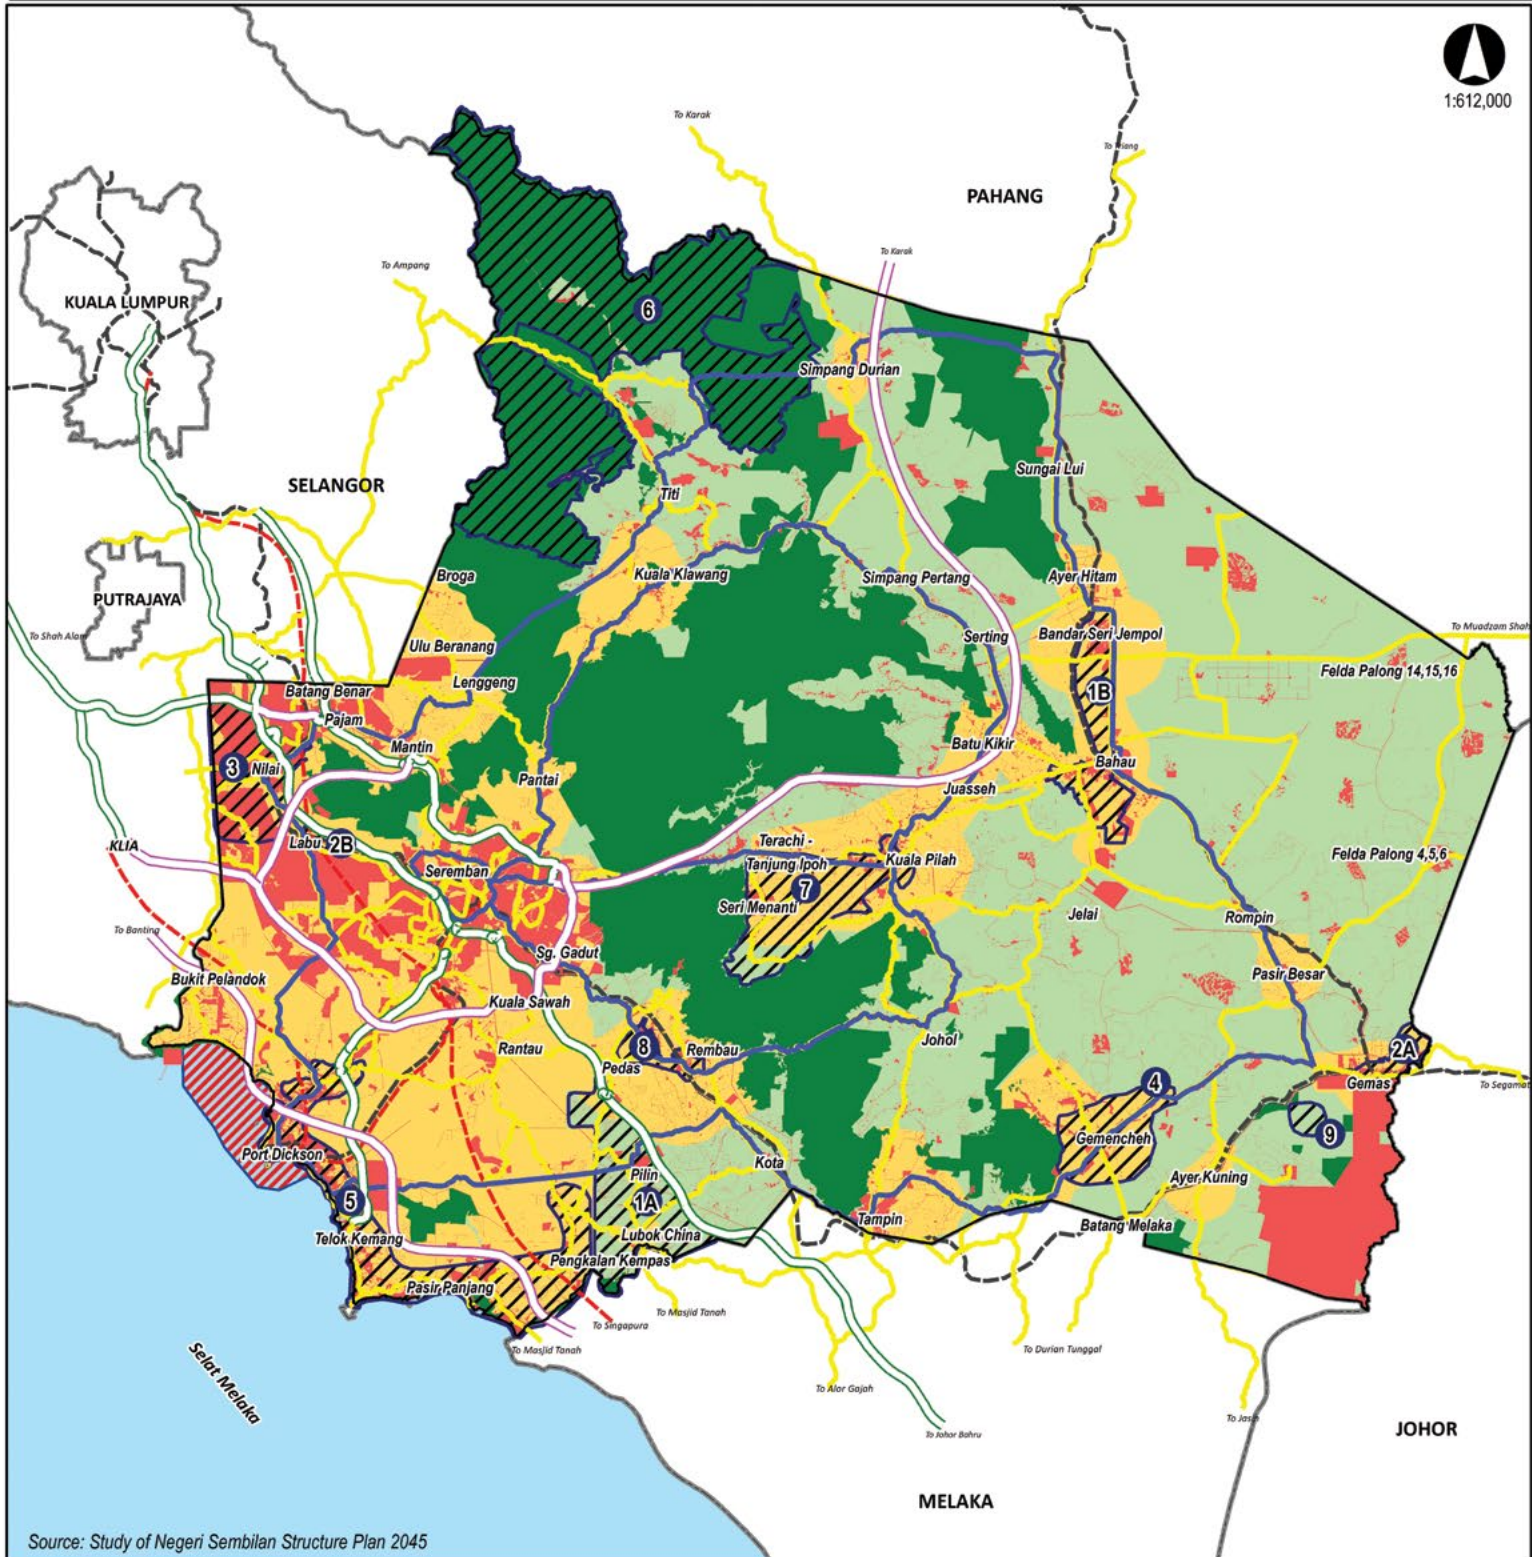 1:612,000
To Karak
To Triang
PAHANG
To Karak
To Ampang
KUALA LUMPUR
6
Simpang Durian
Sungai Lui
SELANGOR
Titi
Broga
Kuala Klawang
Simpang Pertang
Ayer Hitam
PUTRAJAYA
To Shah Alam
Serting
Bandar Seri Jempol
To Muadzam Shah
Ulu Beranang
Felda Palong 14,15,16
Lenggeng
Batang Benar
1B
Pajam
Mantin
Batu Kikir
3
Nilai
Pantai
Bahau
Juasseh
KLIA
Labu
2B
Terachi -
Tanjung Ipoh
Kuala Pilah
Felda Palong 4,5,6
Seremban
7
Seri Menanti
Jelai
Rompin
To Banting
Sg. Gadut
Bukit Pelandok
Pasir Besar
Kuala Sawah
Rantau
8
Rembau
Johol
2A
Pedas
4
Gemas
To Segamat
Port Dickson
Gemencheh
9
Kota
Pilin
Ayer Kuning
5
1A
Tampin
Batang Melaka
Telok Kemang
Lubok China
Pengkalan Kempas
Pasir Panjang
To Masjid Tanah
To Singapura
To Masjid Tanah
To Durian Tunggal
Selat Melaka
To Alor Gajah
To Jasin
To Johor Bahru
JOHOR
MELAKA
Source: Study of Negeri Sembilan Structure Plan 2045